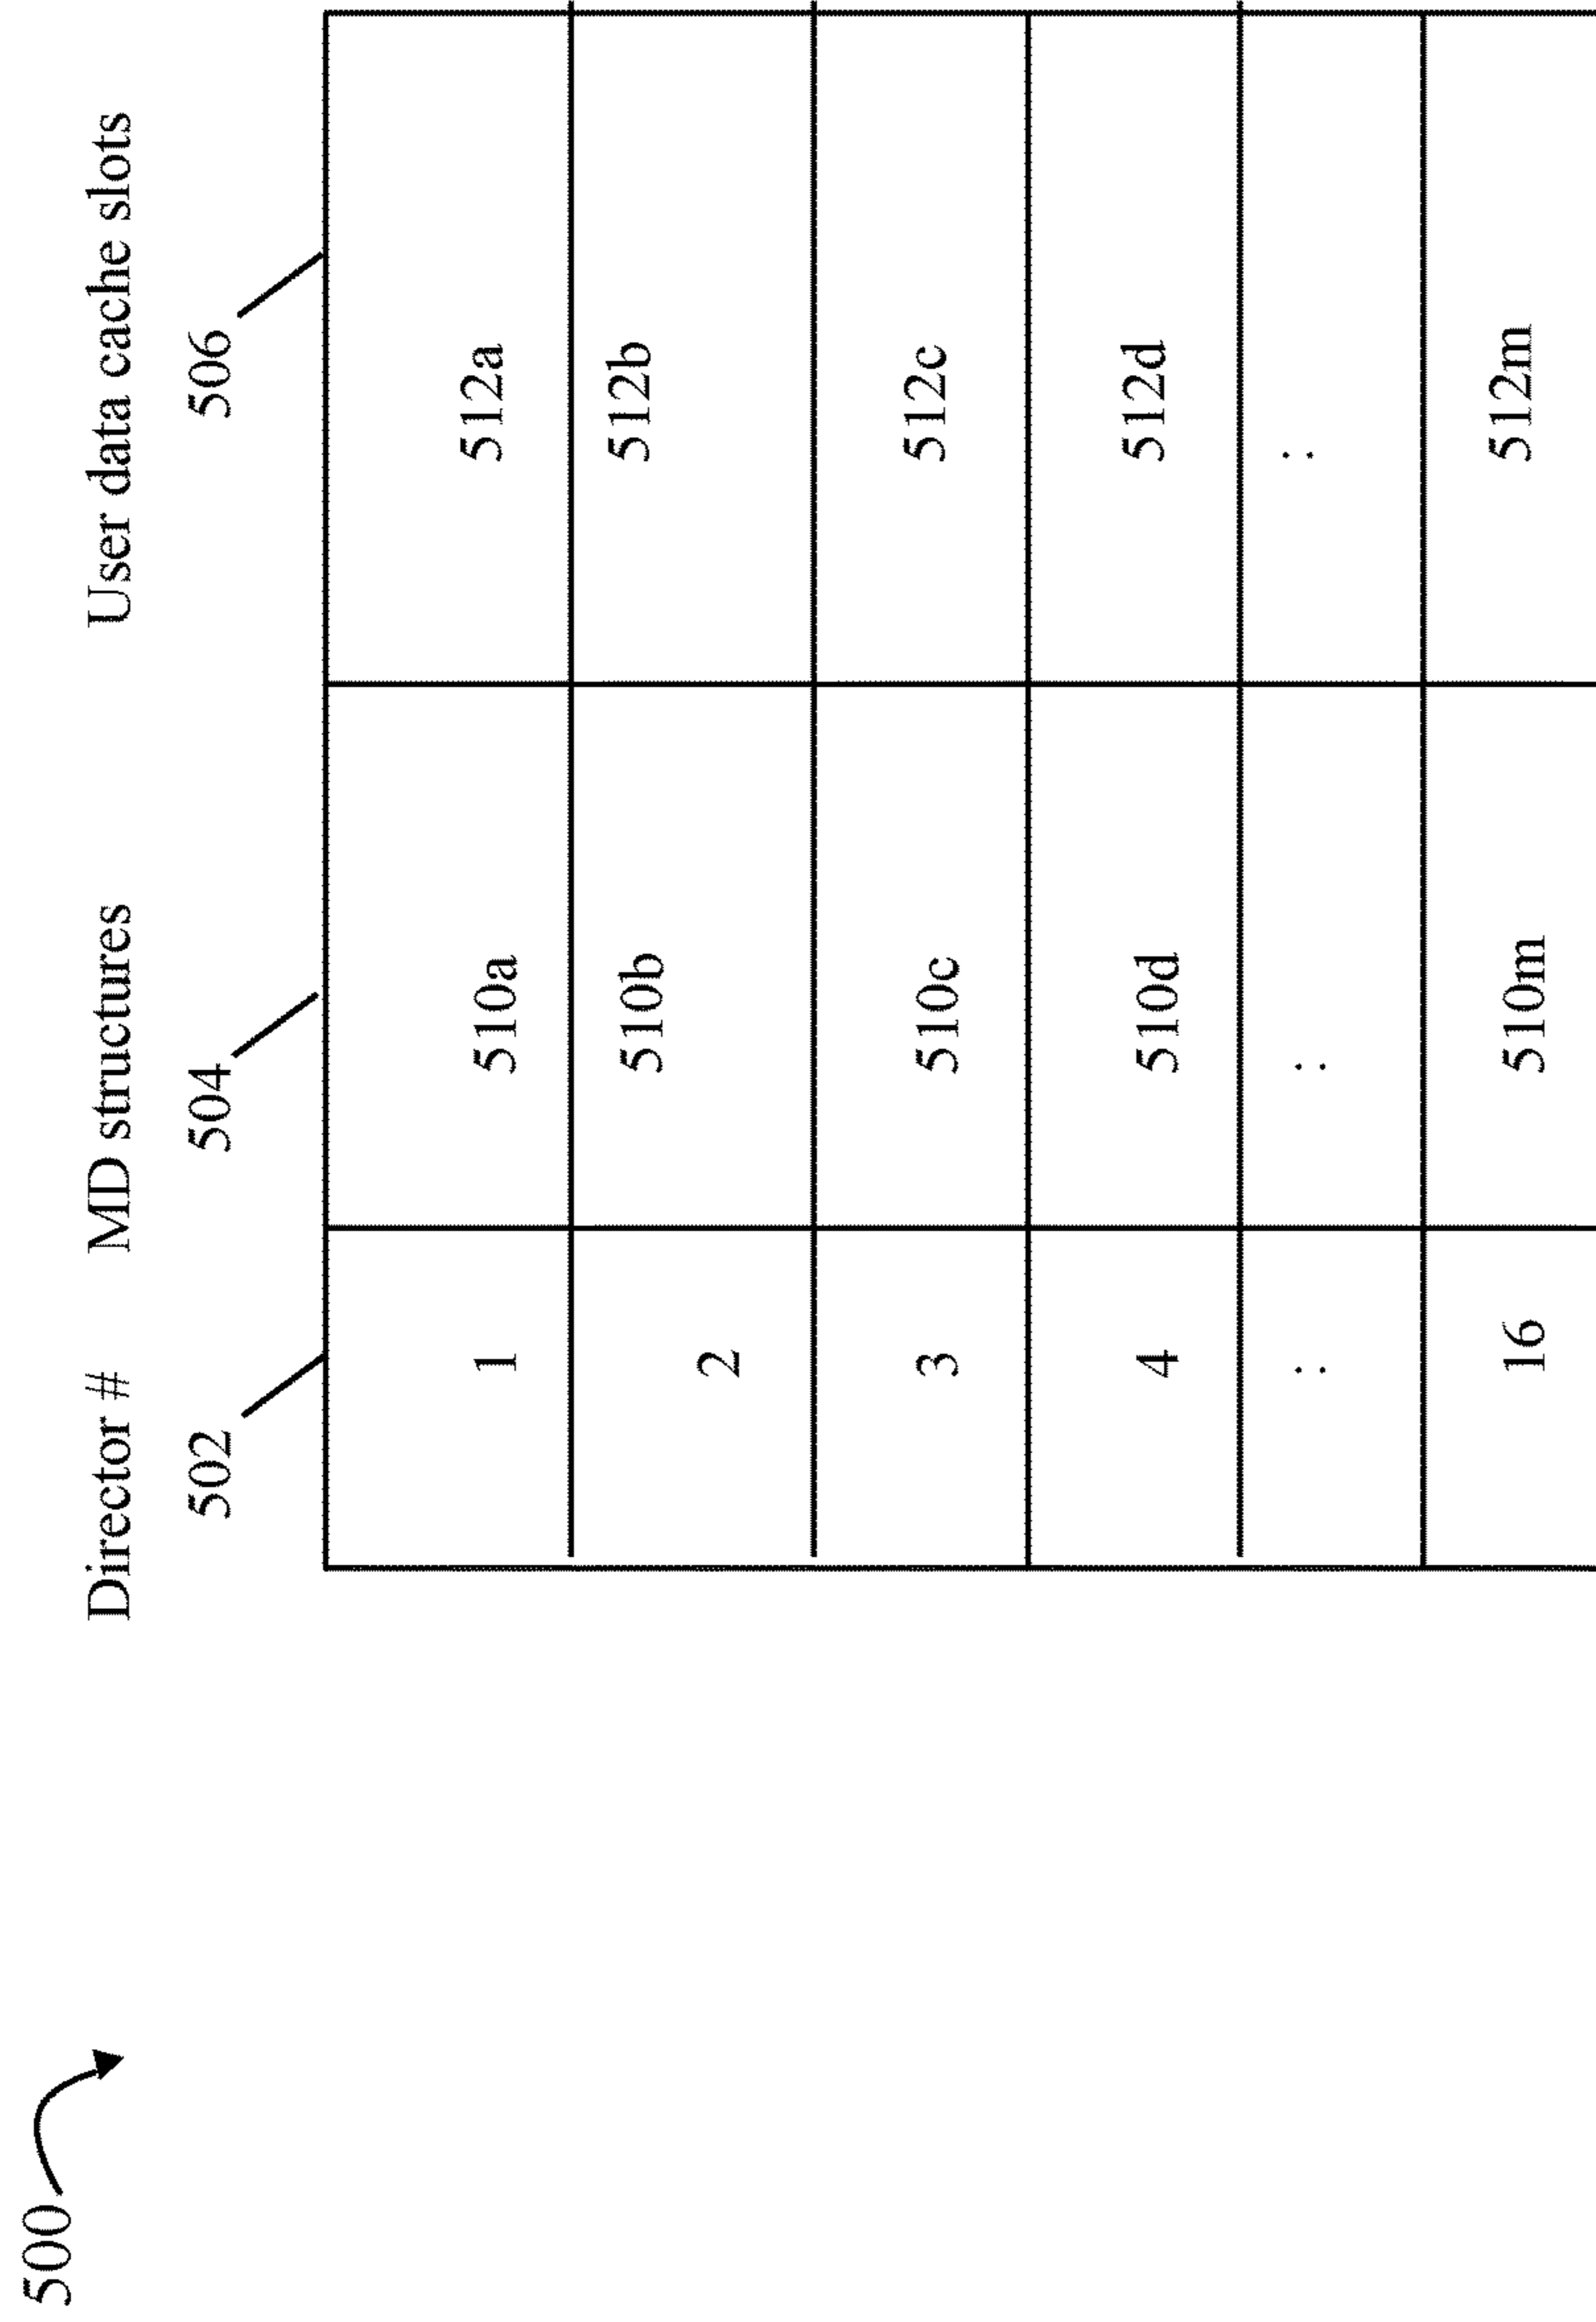 500
Director # MD structures User data cache slots
502 504 506
1 510a 512a
2 510b 512b
3 510c 512c
4 510d 512d
: : :
16 510m 512m